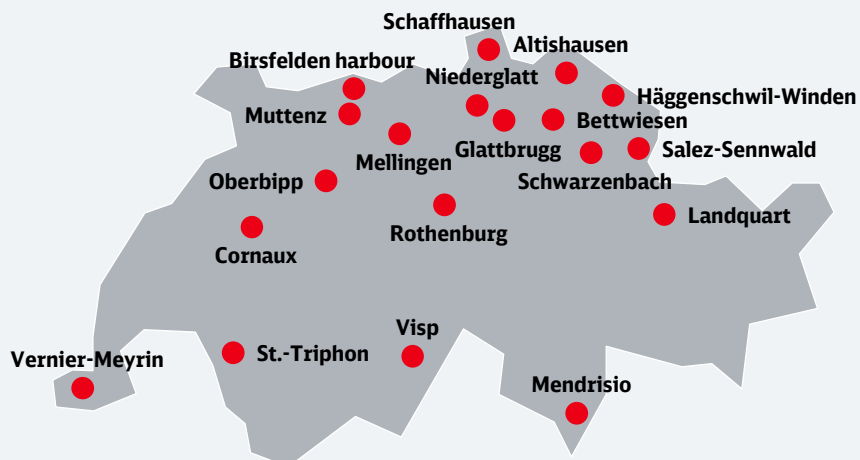 Schaffhausen
Altishausen
Birsfelden harbour
Niederglatt
Häggenschwil-Winden
Muttenz
Bettwiesen
Mellingen
Glattbrugg
Salez-Sennwald
Oberbipp
Schwarzenbach
Landquart
Rothenburg
Cornaux
Visp
Vernier-Meyrin
St.-Triphon
Mendrisio